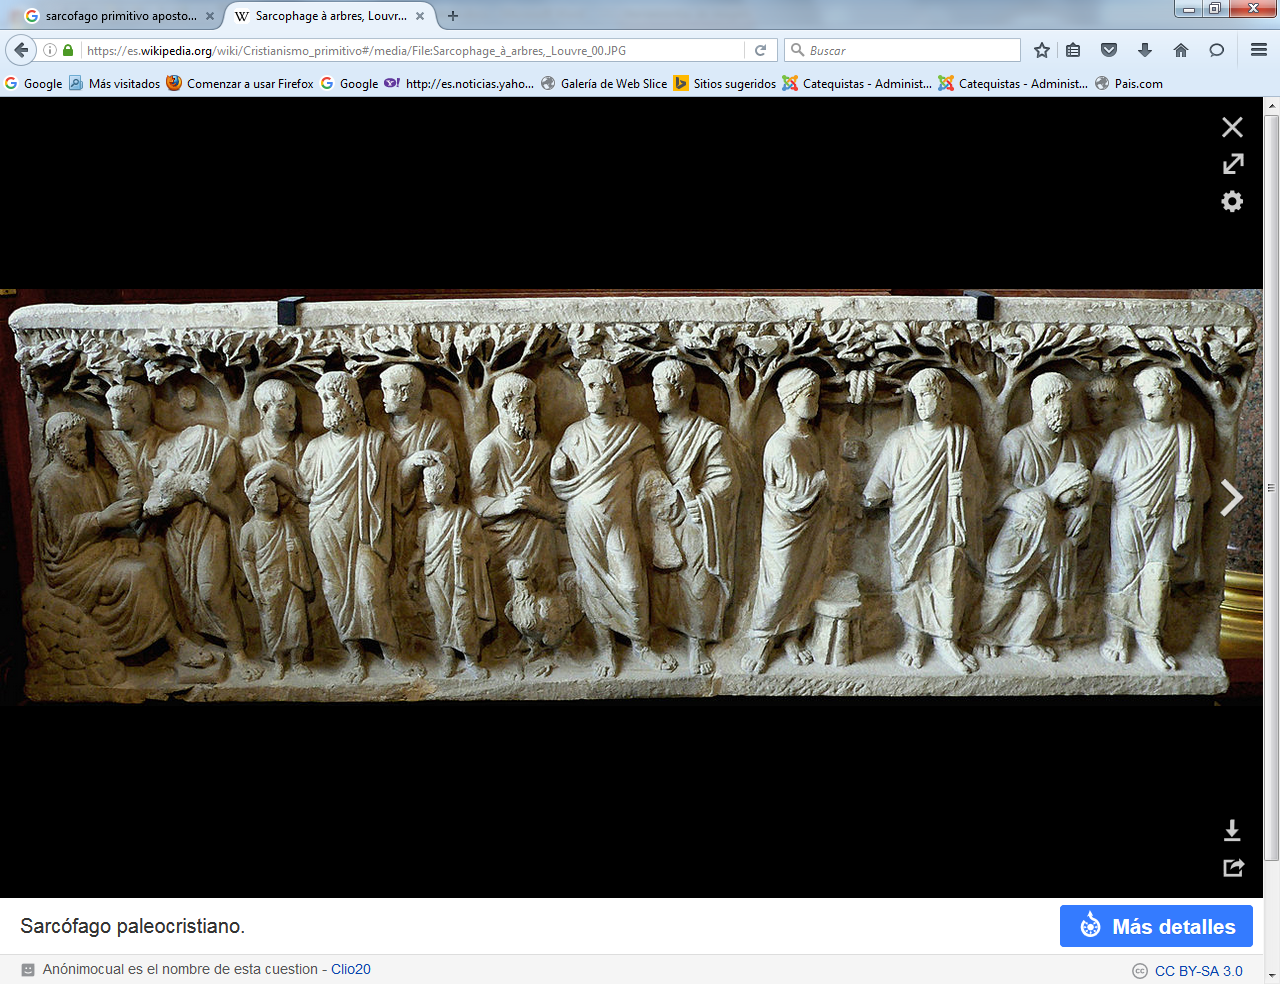 sarcofago primitivo aposto...
Sarcophage à arbres, Louvr...
https://es.wikipedia.org/wiki/Cristianismo_primitivo#/media/File:Sarcophage_à_arbres,_Louvre_00.JPG
Buscar
Google Más visitados Comenzar a usar Firefox Google http://es.noticias.yaho... Galería de Web Slice Sitios sugeridos Catequistas - Administ... Catequistas - Administ... Pais.com
Sarcófago paleocristiano.
Más detalles
Anónimocual es el nombre de esta cuestion - Clio20
CC BY-SA 3.0